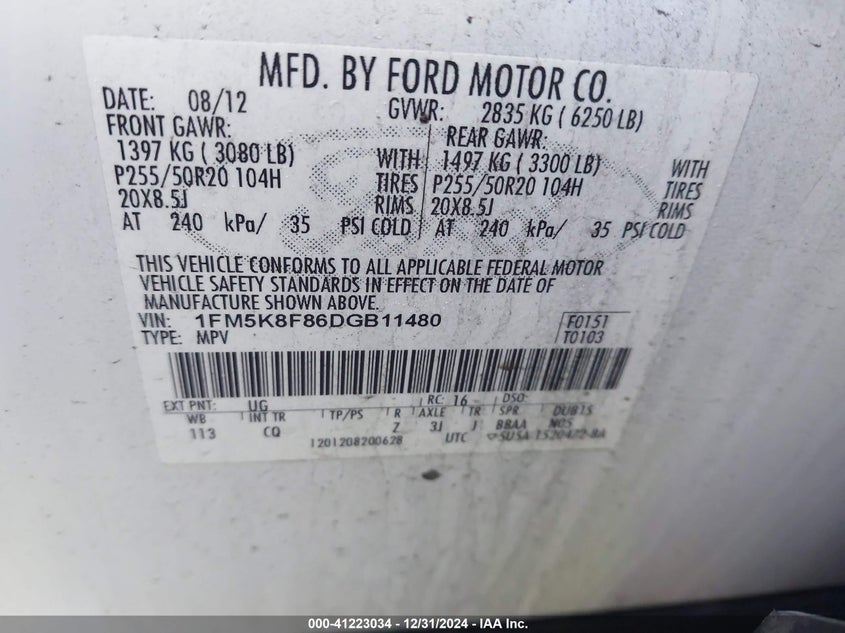 MFD. BY FORD MOTOR CO.
DATE: 08/12 GVWR: 2835 KG ( 6250 LB)
FRONT GAWR: REAR GAWR:
1397 KG ( 3080 LB) WITH 1497 KG ( 3300 LB) WITH
P255/50R20 104H TIRES P255/50R20 104H TIRES
20X8.5J RIMS 20X8.5J RIMS
AT 240 kPa/ 35 PSI COLD AT 240 kPa/ 35 PSI COLD
THIS VEHICLE CONFORMS TO ALL APPLICABLE FEDERAL MOTOR
VEHICLE SAFETY STANDARDS IN EFFECT ON THE DATE OF
MANUFACTURE SHOWN ABOVE.
VIN: 1FM5K8F86DGB11480 F0151
TYPE: MPV T0103
EXT PNT: UG RC: 16 DSO:
WB INT TR TP/PS R AXLE TR SPR DUB15
113 CQ Z 3J J BBAA NOS
1201208200628 UTC SUSA 1520472-BA
000-41223034 - 12/31/2024 - IAA Inc.